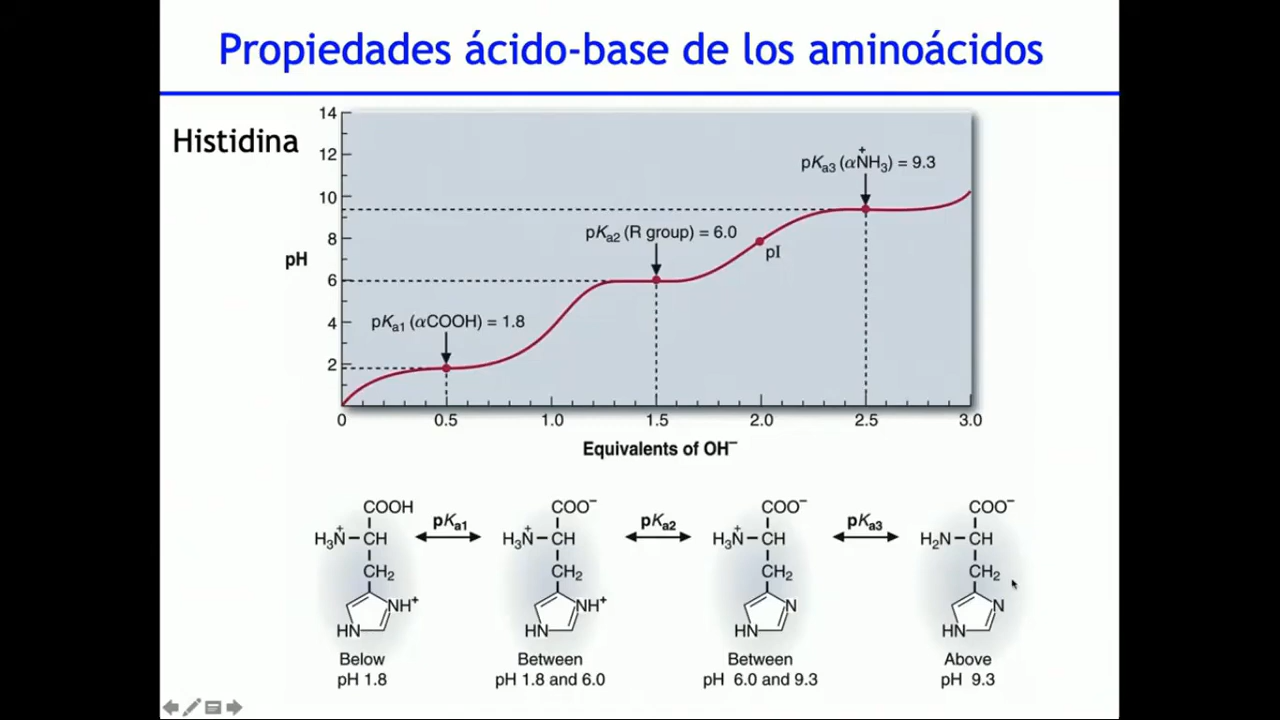 Propiedades ácido-base de los aminoácidos
Histidina
14
12
10
8
6
4
2
pH
pKa3 (αNH3+) = 9.3
pKa2 (R group) = 6.0
pI
pKa1 (αCOOH) = 1.8
0 0.5 1.0 1.5 2.0 2.5 3.0
Equivalents of OH−
COOH COO− COO− COO−
pKa1 pKa2 pKa3
H3N+–CH H3N+–CH H3N+–CH H2N–CH
CH2 CH2 CH2 CH2
NH+ NH+ N N
HN HN HN HN
Below Between Between Above
pH 1.8 pH 1.8 and 6.0 pH 6.0 and 9.3 pH 9.3